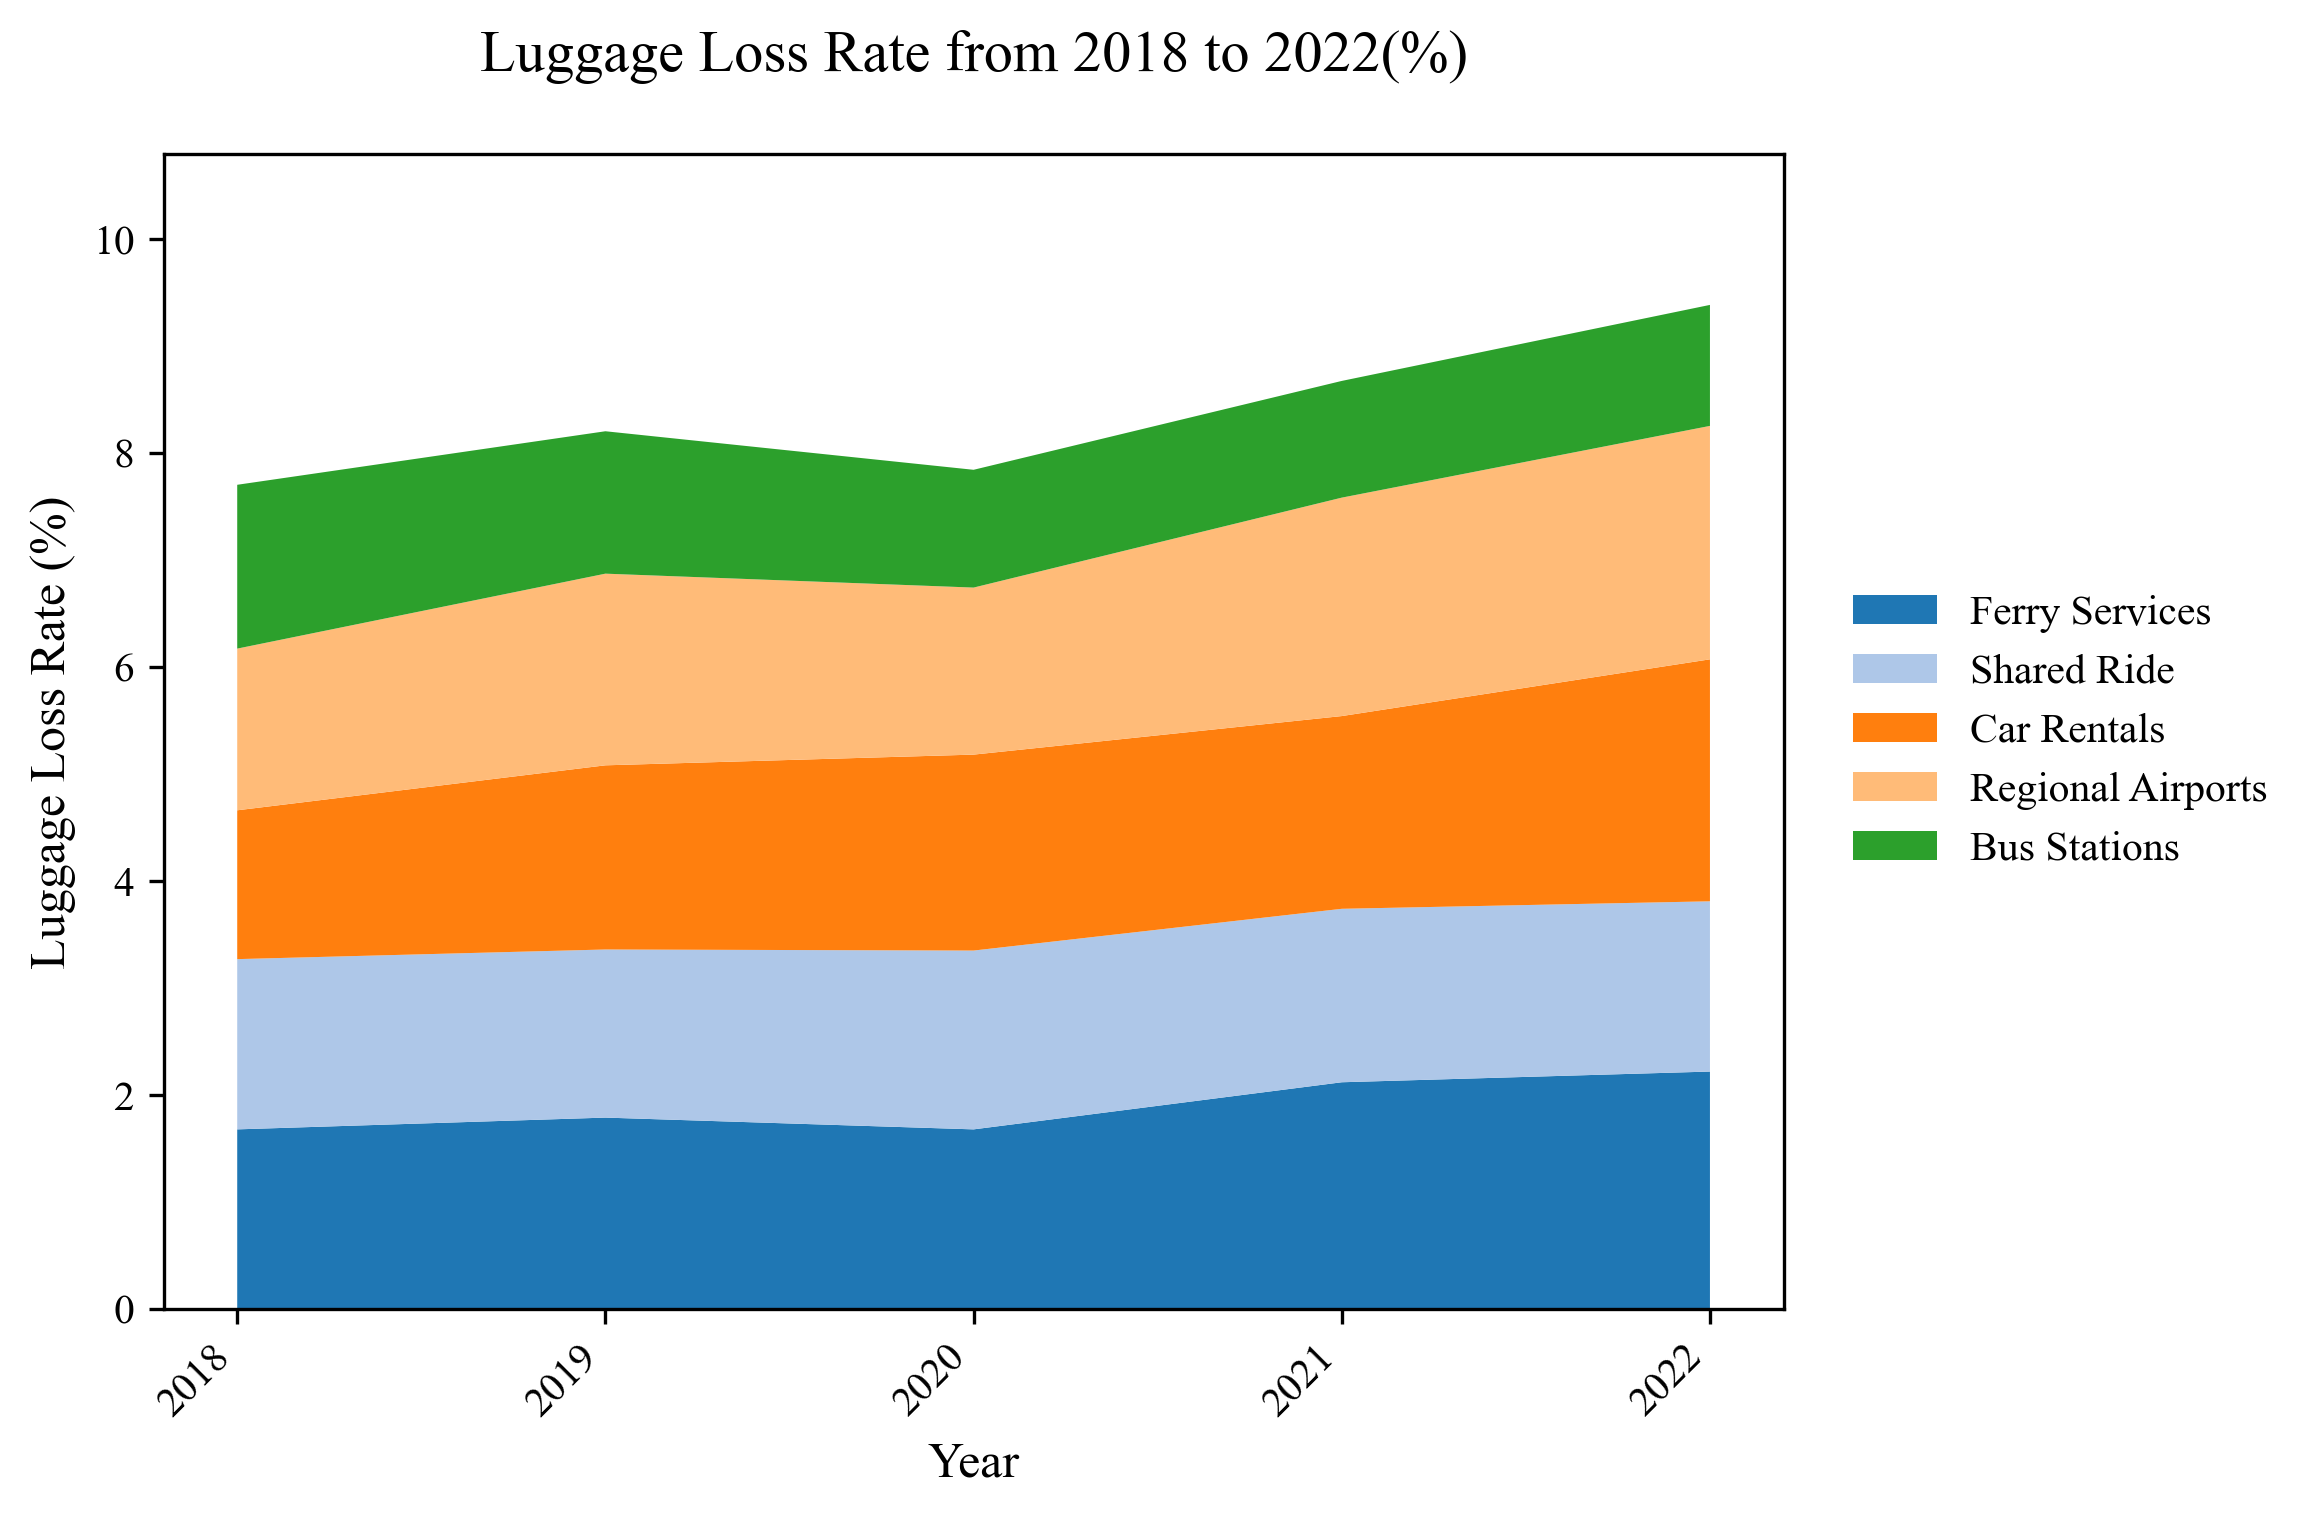 Luggage Loss Rate from 2018 to 2022(%)
Luggage Loss Rate (%)
10
8
6
4
2
0
2018
2019
2020
2021
2022
Year
Ferry Services
Shared Ride
Car Rentals
Regional Airports
Bus Stations